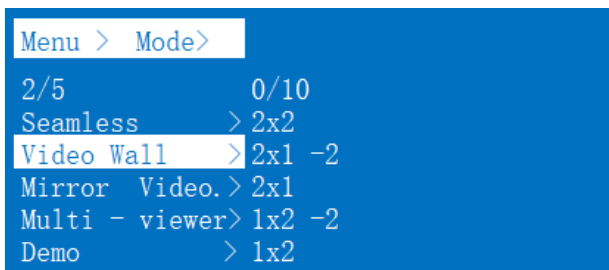 Menu > Mode>
2/5 0/10
Seamless > 2x2
Video Wall > 2x1 -2
Mirror Video. > 2x1
Multi - viewer> 1x2 -2
Demo > 1x2